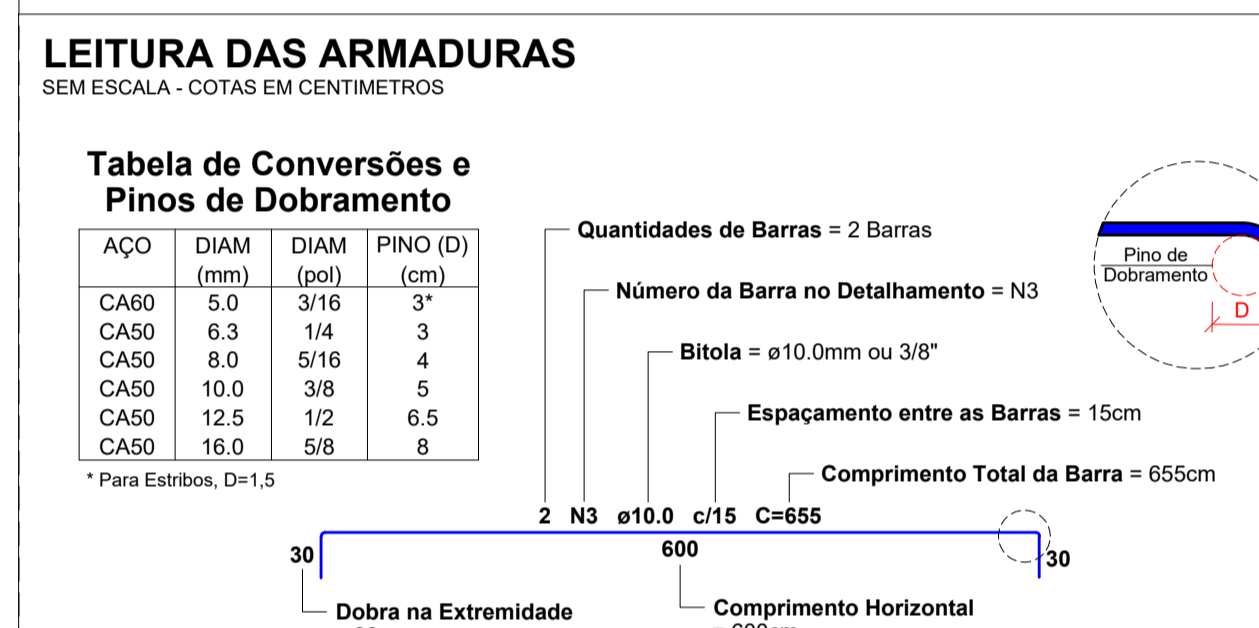 LEITURA DAS ARMADURAS
SEM ESCALA - COTAS EM CENTIMETROS
Tabela de Conversões e
Pinos de Dobramento
AÇO DIAM DIAM PINO (D)
(mm) (pol) (cm)
CA60 5.0 3/16 3*
CA50 6.3 1/4 3
CA50 8.0 5/16 4
CA50 10.0 3/8 5
CA50 12.5 1/2 6.5
CA50 16.0 5/8 8
* Para Estribos, D=1,5
Quantidades de Barras = 2 Barras
Número da Barra no Detalhamento = N3
Bitola = ø10.0mm ou 3/8"
Espaçamento entre as Barras = 15cm
Comprimento Total da Barra = 655cm
Pino de
Dobramento
D
2 N3 ø10.0 c/15 C=655
30 600 30
Dobra na Extremidade
Comprimento Horizontal
= 600cm